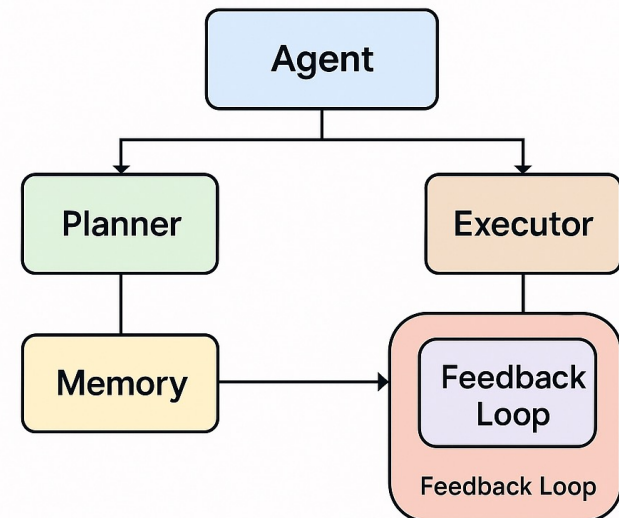 Agent
Planner
Executor
Memory
Feedback
Loop
Feedback Loop